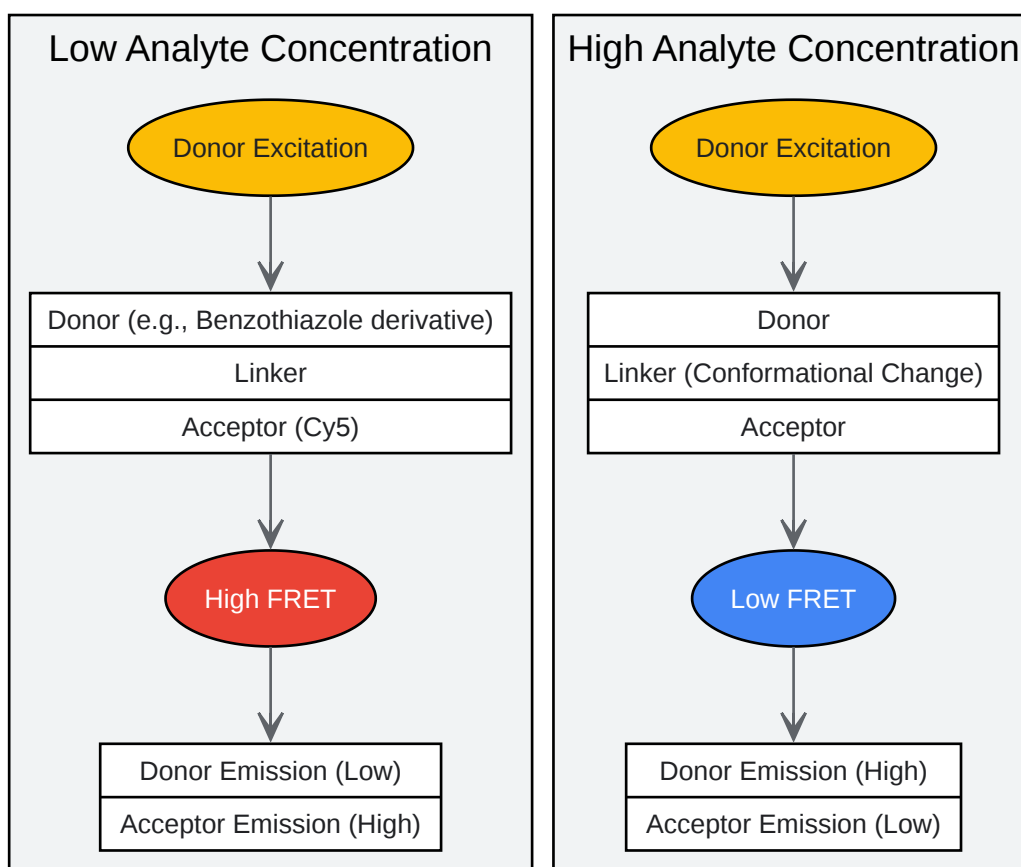 Low Analyte Concentration
Donor Excitation
Donor (e.g., Benzothiazole derivative)
Linker
Acceptor (Cy5)
High FRET
Donor Emission (Low)
Acceptor Emission (High)
High Analyte Concentration
Donor Excitation
Donor
Linker (Conformational Change)
Acceptor
Low FRET
Donor Emission (High)
Acceptor Emission (Low)